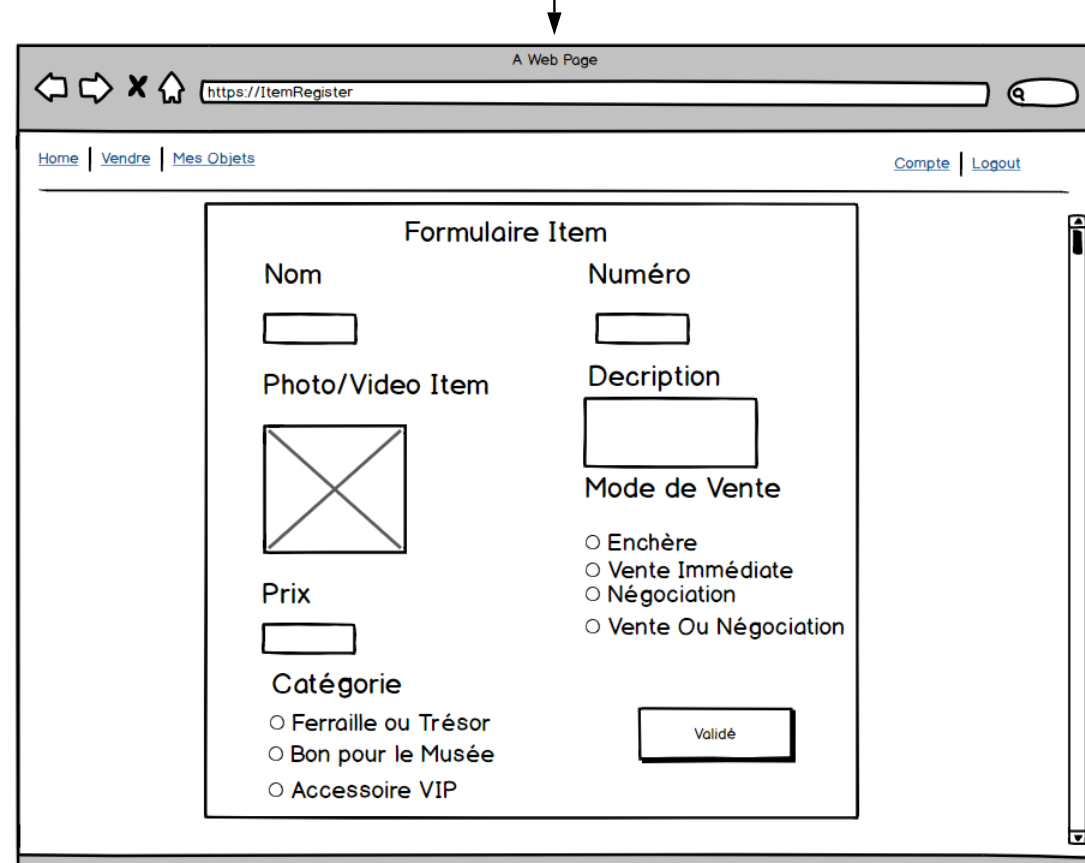 A Web Page
https://ItemRegister
Home Vendre Mes Objets
Compte Logout
Formulaire Item
Nom
Numéro
Photo/Video Item
Decription
Mode de Vente
Enchère
Vente Immédiate
Négociation
Vente Ou Négociation
Prix
Catégorie
Ferraille ou Trésor
Bon pour le Musée
Accessoire VIP
Validé